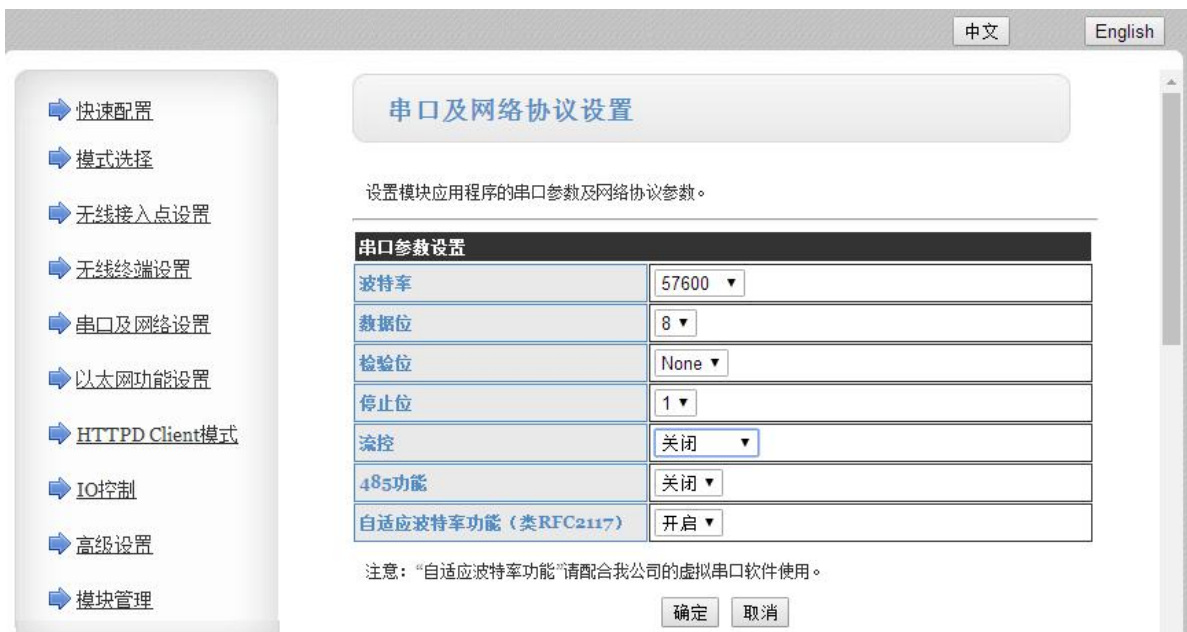 中文 English
快速配置
模式选择
无线接入点设置
无线终端设置
串口及网络设置
以太网功能设置
HTTPD Client模式
IO控制
高级设置
模块管理
串口及网络协议设置
设置模块应用程序的串口参数及网络协议参数。
串口参数设置
波特率 57600
数据位 8
检验位 None
停止位 1
流控 关闭
485功能 关闭
自适应波特率功能（类RFC2117） 开启
注意：“自适应波特率功能”请配合我公司的虚拟串口软件使用。
确定 取消